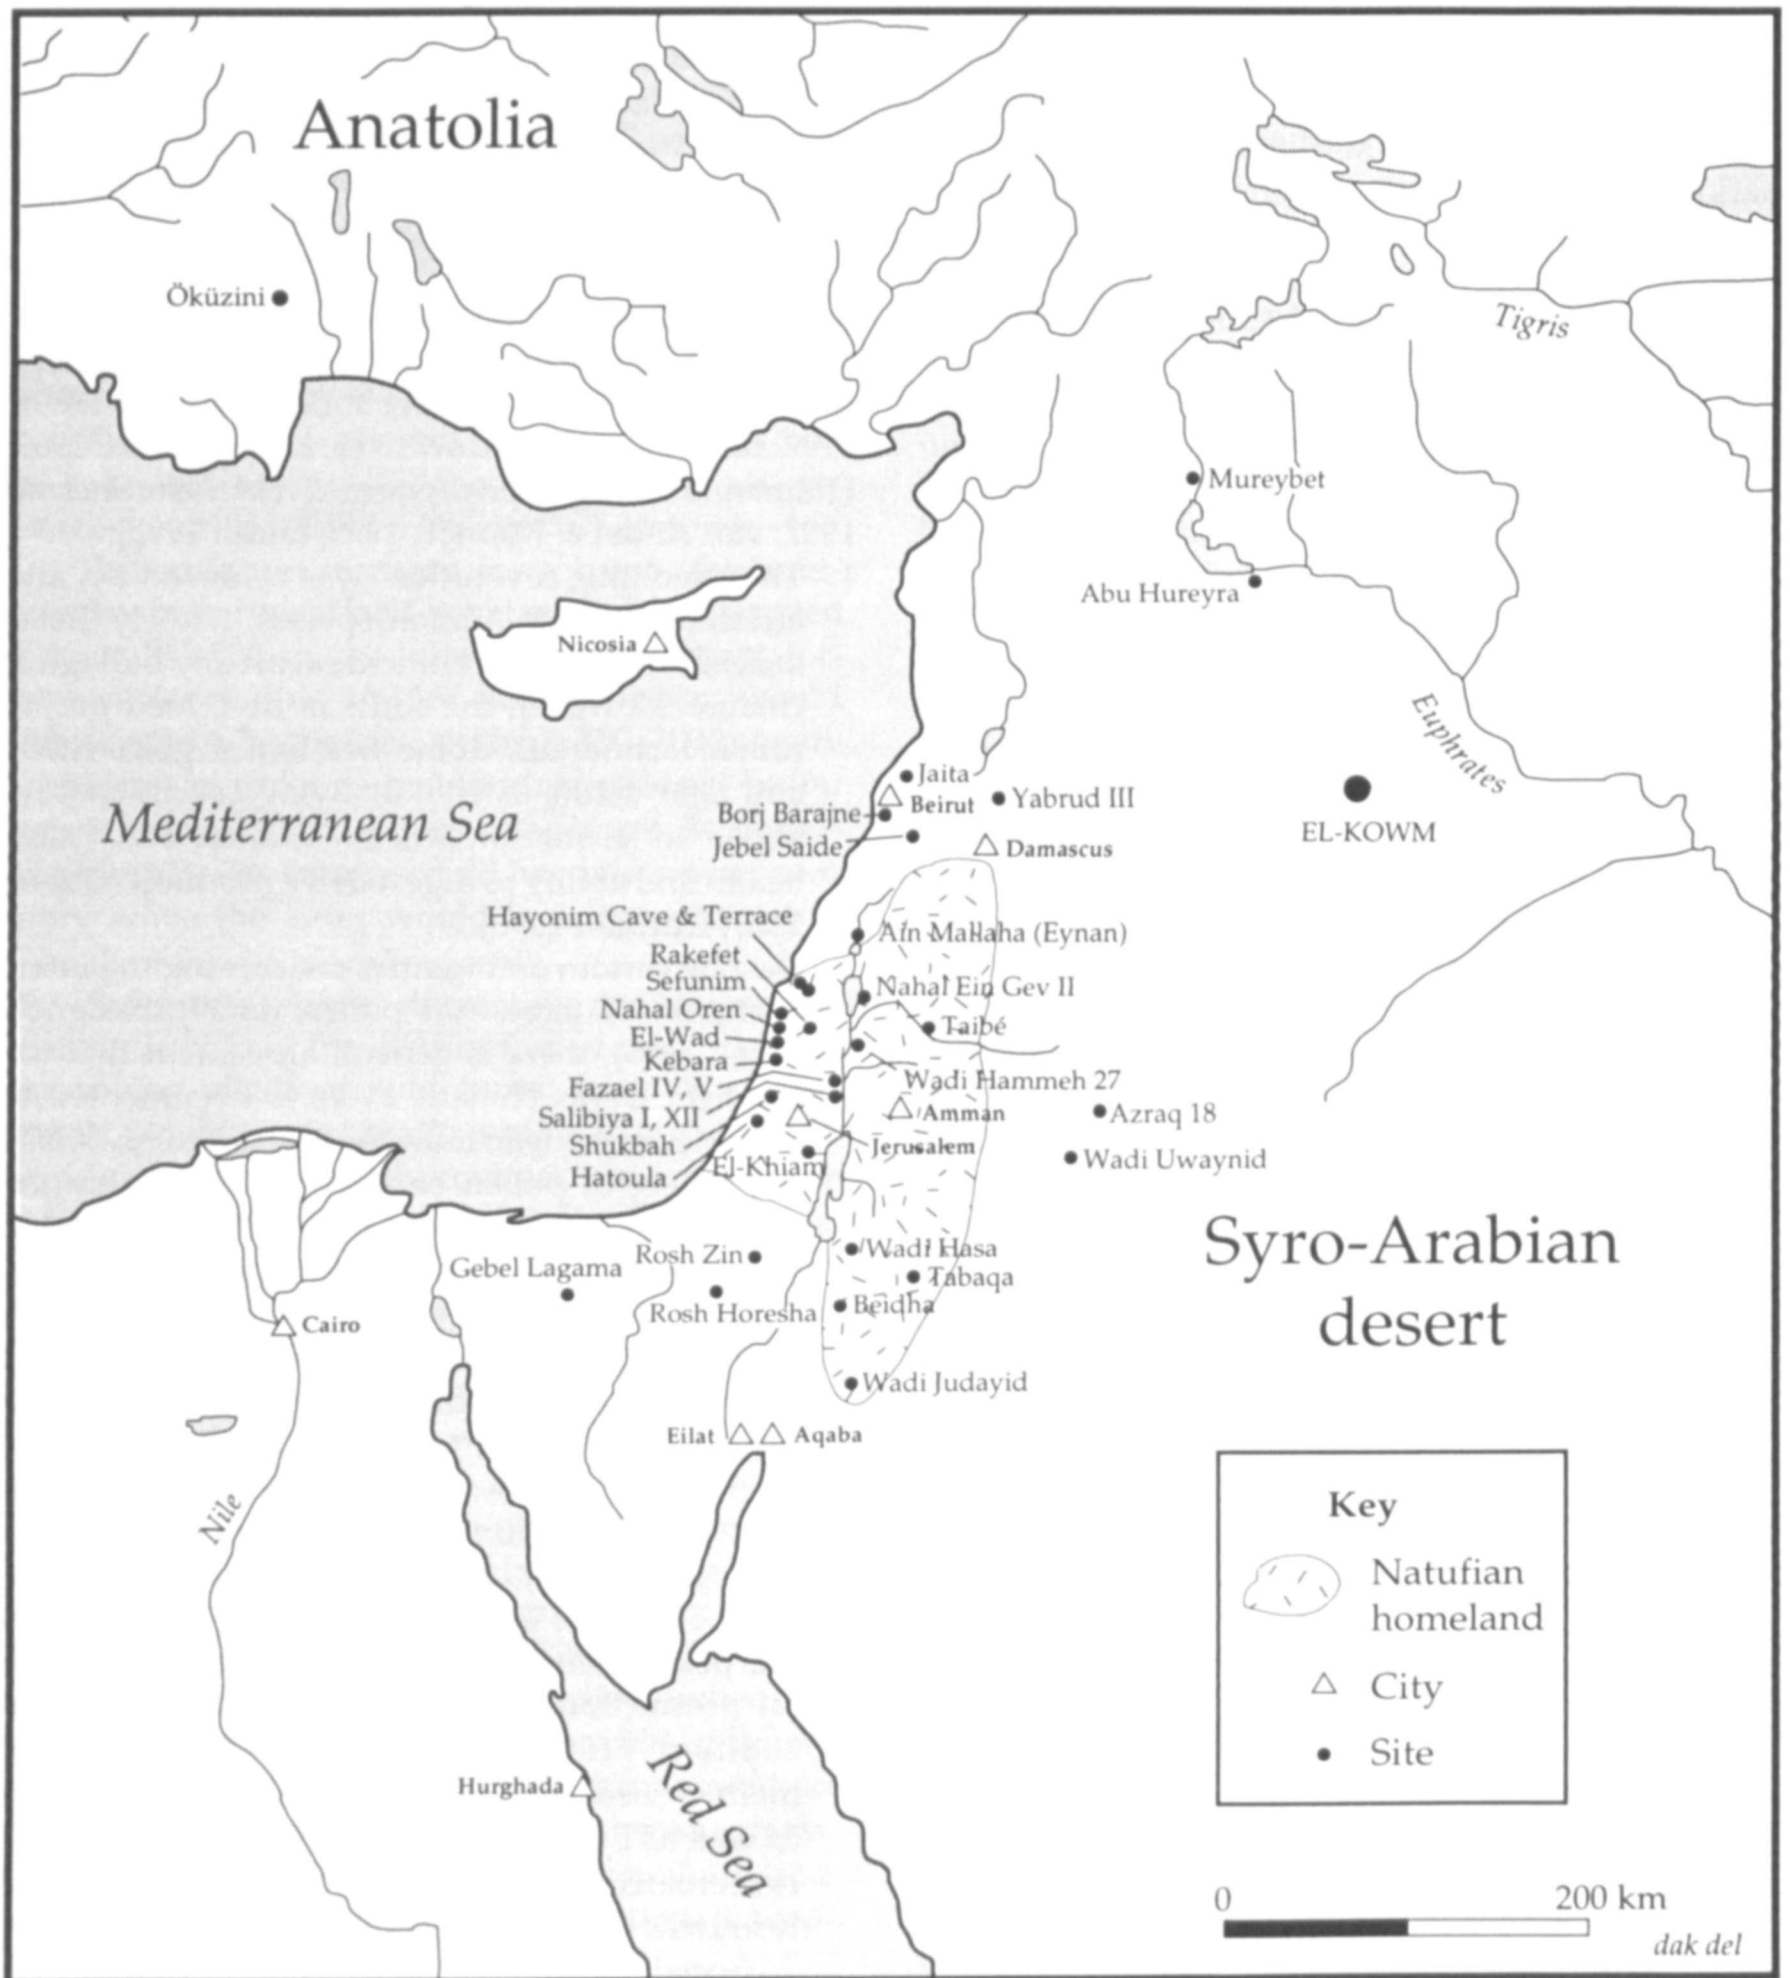 Anatolia
Öküzini
Tigris
Mureybet
Abu Hureyra
Nicosia
Euphrates
Jaita
Beirut
Yabrud III
Borj Barajne
EL-KOWM
Mediterranean Sea
Jebel Saide
Damascus
Hayonim Cave & Terrace
Ain Mallaha (Eynan)
Rakefet
Sefunim
Nahal Ein Gev II
Nahal Oren
Taibé
El-Wad
Kebara
Fazael IV, V
Wadi Hammeh 27
Salibiya I, XII
Amman
Azraq 18
Shukbah
Jerusalem
Wadi Uwaynid
Hatoula
El-Khiam
Syro-Arabian
desert
Rosh Zin
Wadi Hasa
Gebel Lagama
Tabaqa
Rosh Horesha
Beidha
Cairo
Wadi Judayid
Eilat
Aqaba
Nile
Key
Natufian
homeland
City
Site
Hurghada
Red Sea
0
200 km
dak del